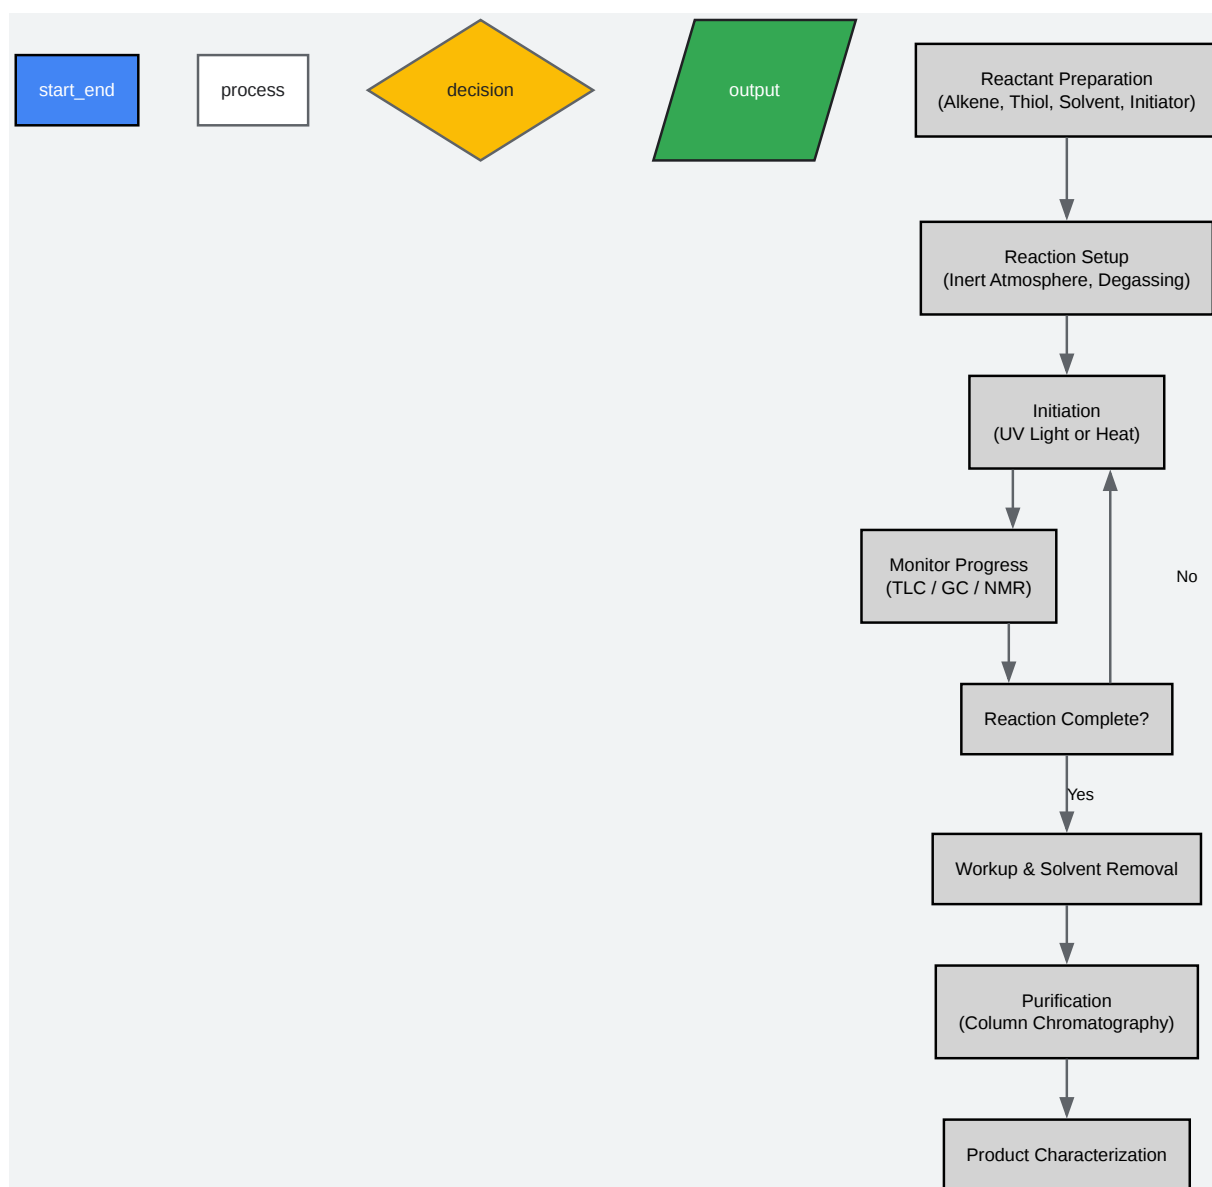 start_end
process
decision
output
Reactant Preparation
(Alkene, Thiol, Solvent, Initiator)
Reaction Setup
(Inert Atmosphere, Degassing)
Initiation
(UV Light or Heat)
Monitor Progress
(TLC / GC / NMR)
No
Reaction Complete?
Yes
Workup & Solvent Removal
Purification
(Column Chromatography)
Product Characterization